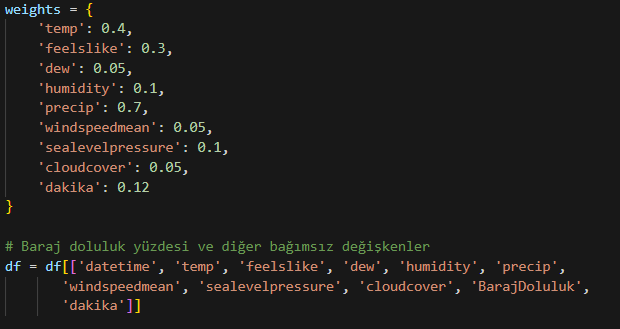 weights = {
    'temp': 0.4,
    'feelslike': 0.3,
    'dew': 0.05,
    'humidity': 0.1,
    'precip': 0.7,
    'windspeedmean': 0.05,
    'sealevelpressure': 0.1,
    'cloudcover': 0.05,
    'dakika': 0.12
}
# Baraj doluluk yüzdesi ve diğer bağımsız değişkenler
df = df[['datetime', 'temp', 'feelslike', 'dew', 'humidity', 'precip',
       'windspeedmean', 'sealevelpressure', 'cloudcover', 'BarajDoluluk',
       'dakika']]